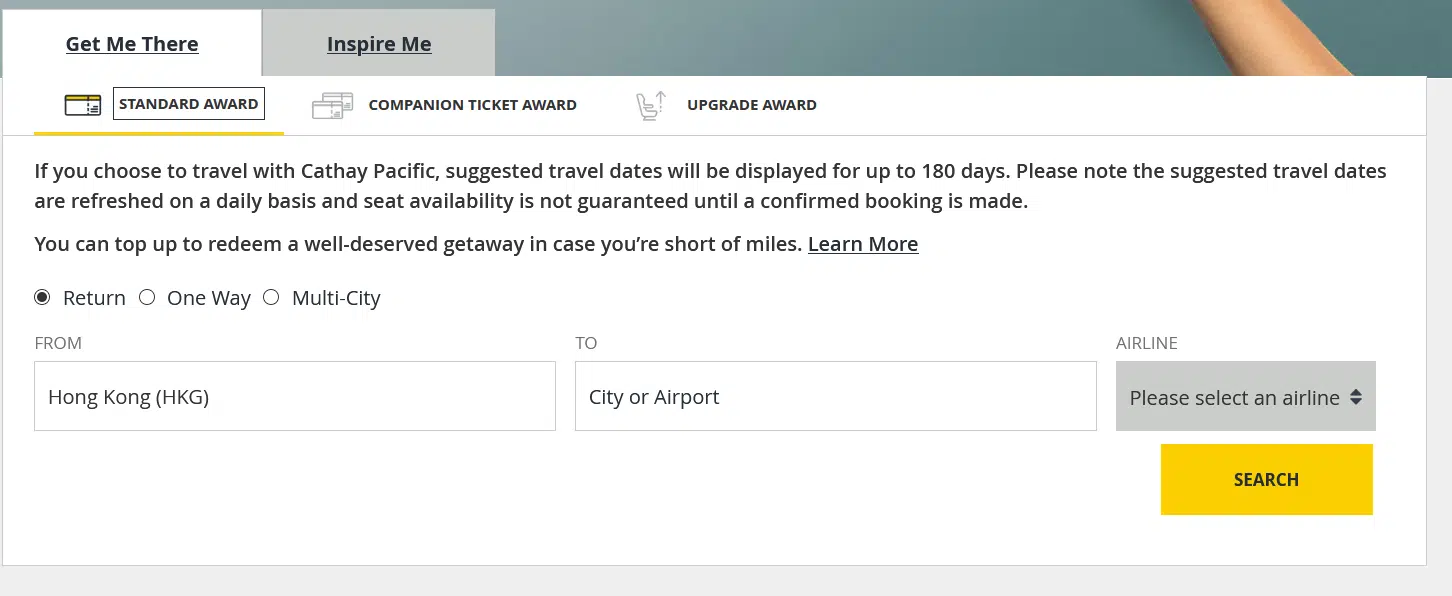 Get Me There
Inspire Me
STANDARD AWARD
COMPANION TICKET AWARD
UPGRADE AWARD
If you choose to travel with Cathay Pacific, suggested travel dates will be displayed for up to 180 days. Please note the suggested travel dates
are refreshed on a daily basis and seat availability is not guaranteed until a confirmed booking is made.
You can top up to redeem a well-deserved getaway in case you’re short of miles. Learn More
Return One Way Multi-City
FROM
Hong Kong (HKG)
TO
City or Airport
AIRLINE
Please select an airline
SEARCH